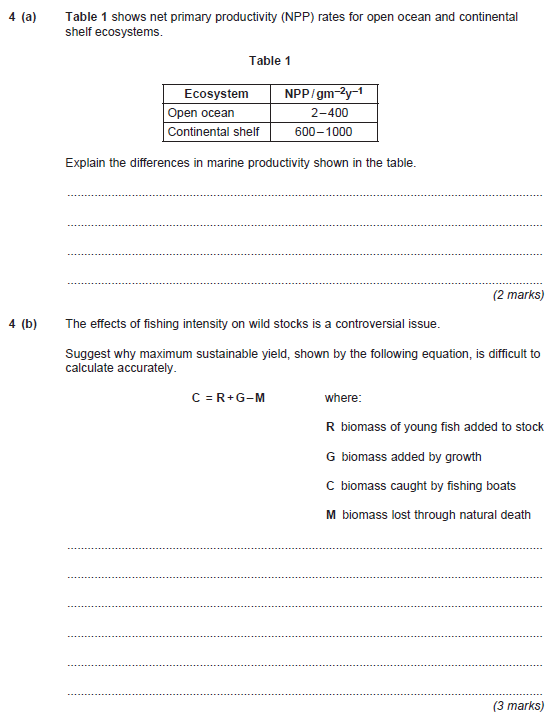 4 (a) Table 1 shows net primary productivity (NPP) rates for open ocean and continental
shelf ecosystems.
Table 1
Ecosystem NPP/gm⁻²y⁻¹
Open ocean 2–400
Continental shelf 600–1000
Explain the differences in marine productivity shown in the table.
(2 marks)
4 (b) The effects of fishing intensity on wild stocks is a controversial issue.
Suggest why maximum sustainable yield, shown by the following equation, is difficult to
calculate accurately.
C = R+G–M where:
R biomass of young fish added to stock
G biomass added by growth
C biomass caught by fishing boats
M biomass lost through natural death
(3 marks)